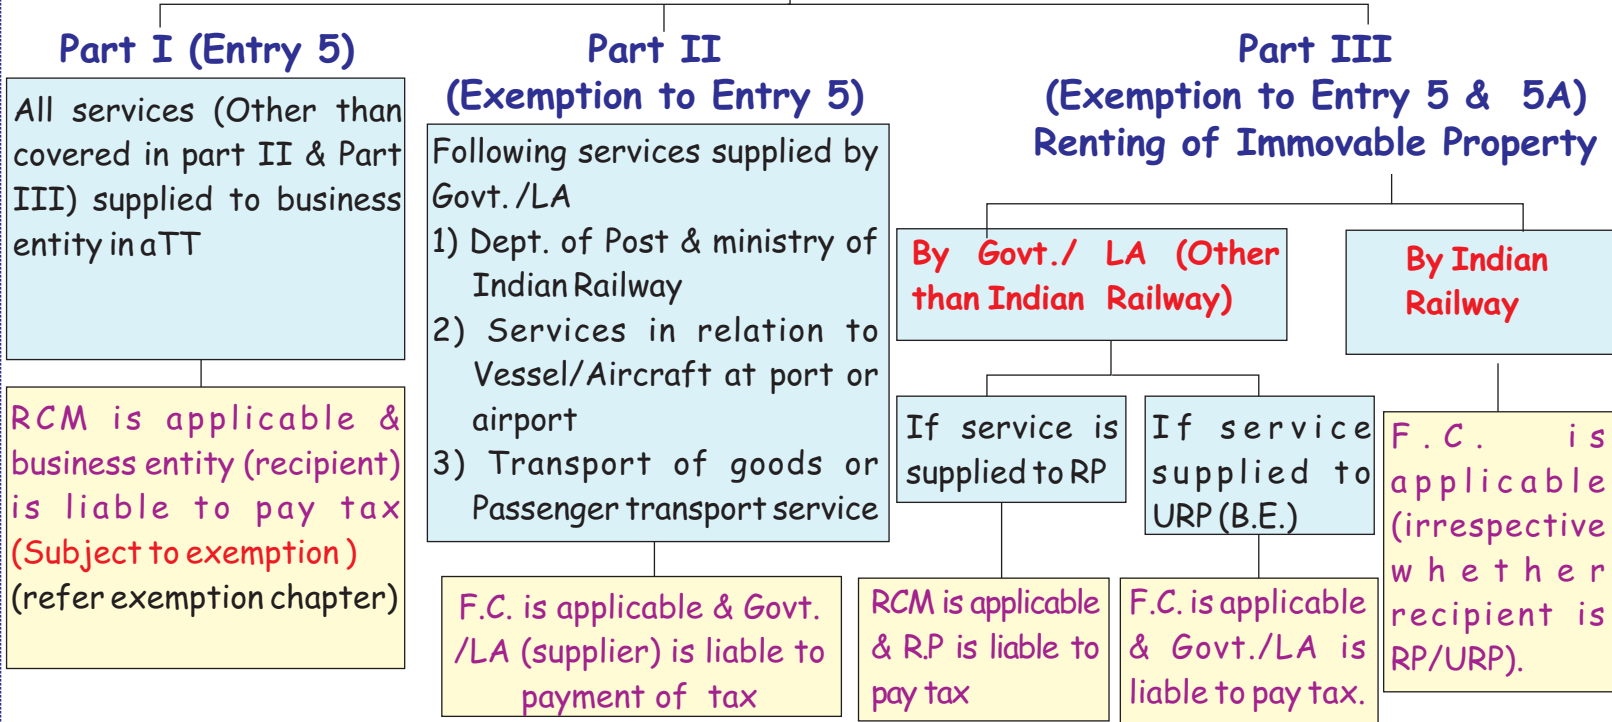 Part I (Entry 5)
All services (Other than
covered in part II & Part
III) supplied to business
entity in aTT
RCM is applicable &
business entity (recipient)
is liable to pay tax
(Subject to exemption )
(refer exemption chapter)
Part II
(Exemption to Entry 5)
Following services supplied by
Govt. /LA
1) Dept. of Post & ministry of
Indian Railway
2) Services in relation to
Vessel/Aircraft at port or
airport
3) Transport of goods or
Passenger transport service
F.C. is applicable & Govt.
/LA (supplier) is liable to
payment of tax
Part III
(Exemption to Entry 5 & 5A)
Renting of Immovable Property
By Govt./ LA (Other
than Indian Railway)
If service is
supplied to RP
RCM is applicable
& R.P is liable to
pay tax
If service
supplied to
URP (B.E.)
F.C. is applicable
& Govt./LA is
liable to pay tax.
By Indian
Railway
F.C. is
applicable
(irrespective
whether
recipient is
RP/URP).